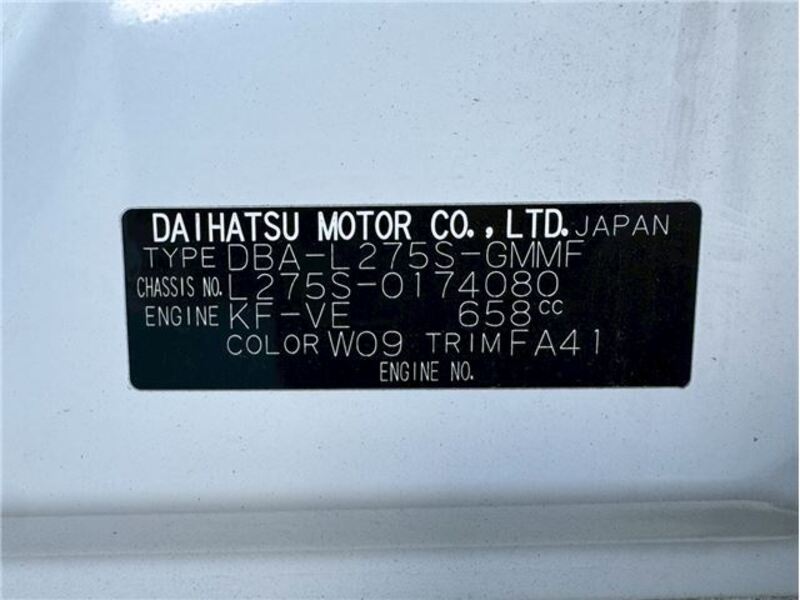 DAIHATSU MOTOR CO., LTD. JAPAN
TYPE DBA-L275S-GMMF
CHASSIS NO. L275S-0174080
ENGINE KF-VE 658cc
COLOR W09 TRIM FA41
ENGINE NO.